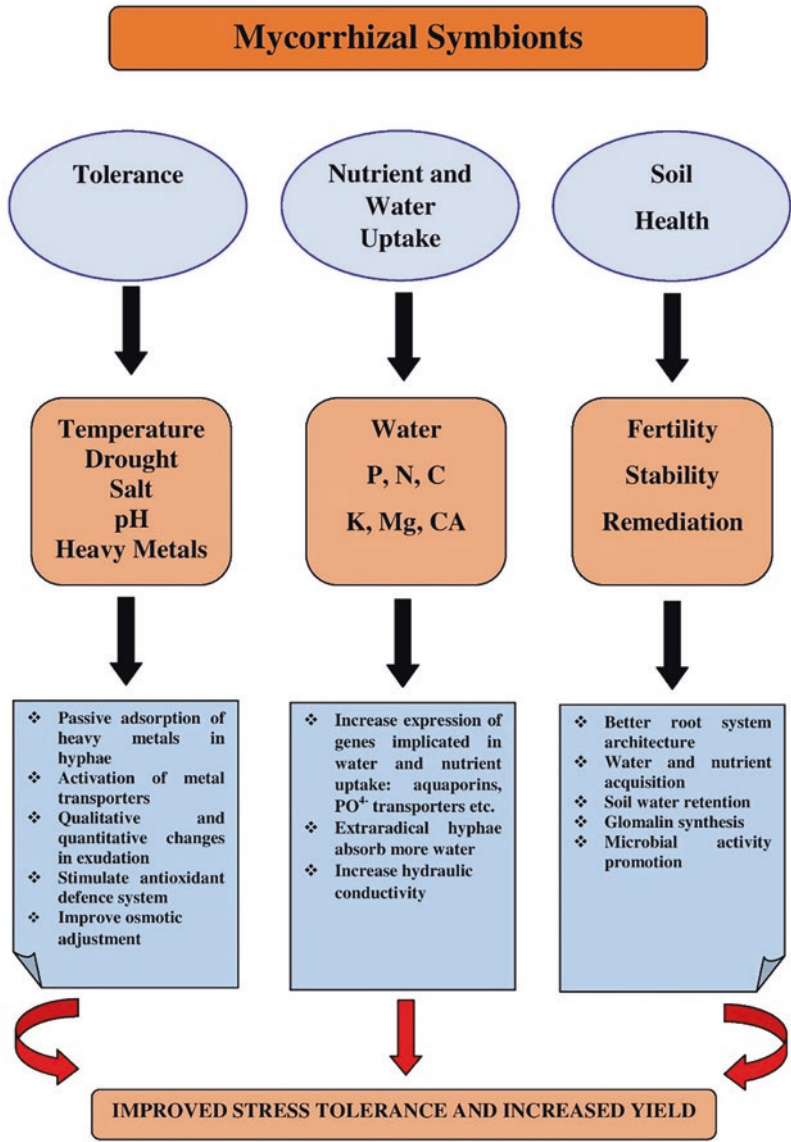 Mycorrhizal Symbionts
Tolerance
Nutrient and
Water
Uptake
Soil
Health
Temperature
Drought
Salt
pH
Heavy Metals
Water
P, N, C
K, Mg, CA
Fertility
Stability
Remediation
❖ Passive adsorption of
heavy metals in
hyphae
❖ Activation of metal
transporters
❖ Qualitative and
quantitative changes
in exudation
❖ Stimulate antioxidant
defence system
❖ Improve osmotic
adjustment
❖ Increase expression of
genes implicated in
water and nutrient
uptake: aquaporins,
PO⁴⁻ transporters etc.
❖ Extraradical hyphae
absorb more water
❖ Increase hydraulic
conductivity
❖ Better root system
architecture
❖ Water and nutrient
acquisition
❖ Soil water retention
❖ Glomalin synthesis
❖ Microbial activity
promotion
IMPROVED STRESS TOLERANCE AND INCREASED YIELD